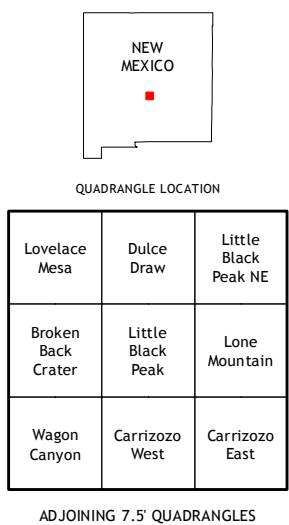 NEW
MEXICO
QUADRANGLE LOCATION
Lovelace
Mesa
Dulce
Draw
Little
Black
Peak NE
Broken
Back
Crater
Little
Black
Peak
Lone
Mountain
Wagon
Canyon
Carrizozo
West
Carrizozo
East
ADJOINING 7.5' QUADRANGLES